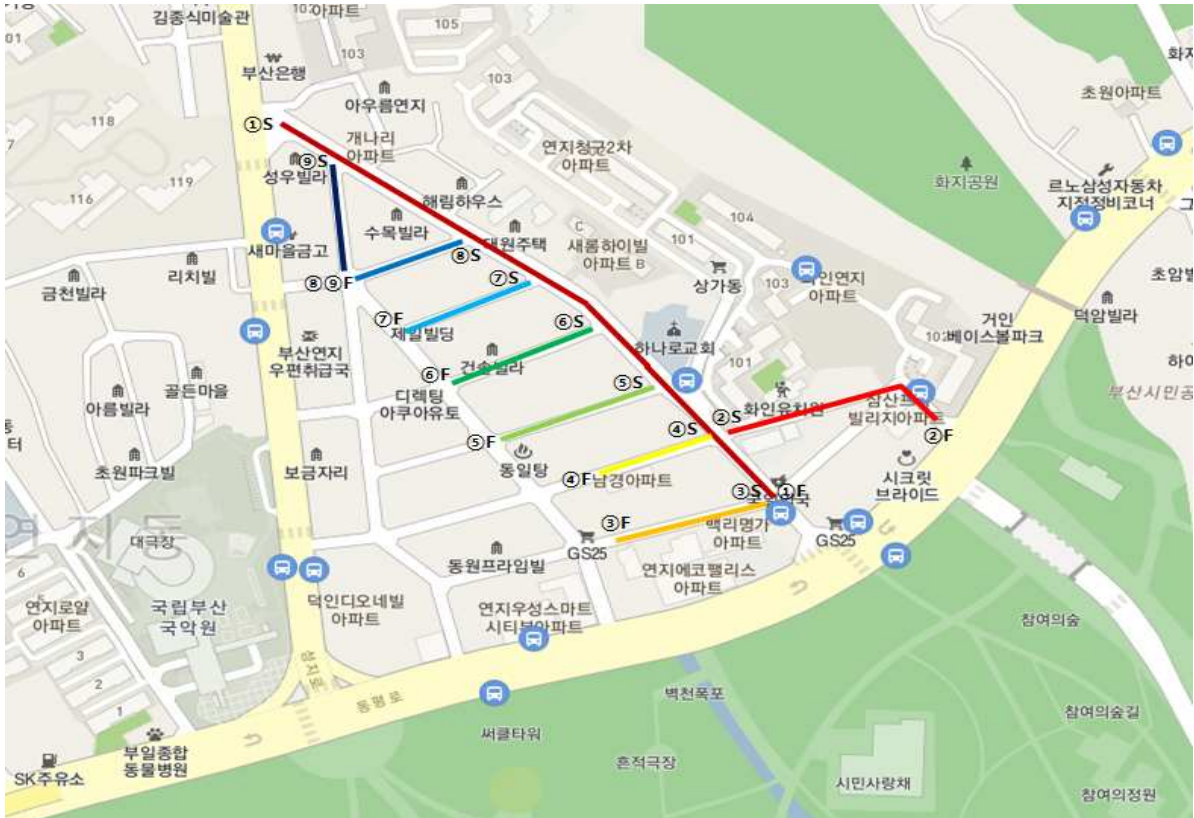 김종식미술관
101
103
105
103
부산은행
103
아우름연지
초원아파트
118
①S
개나리
아파트
연지청구2차
아파트
화지공원
르노삼성자동차
지정정비코너
⑨S
성우빌라
119
116
해림하우스
수목빌라
대원주택
C
104
새롬하이빌
아파트 B
101
새마을금고
⑧S
리치빌
금천빌라
⑧⑨F
⑦S
상가동
103
아파트
덕암빌라
거인
베이스볼파크
⑦F
제일빌딩
⑥S
하나로교회
부산연지
우편취급국
골든마을
⑥F
디렉팅
아쿠아유토
⑤S
101
화인유치원
빌리지아파트
부산시민공
아름빌라
②S
②F
④S
⑤F
동일탕
초원파크빌
보금자리
④F
남경아파트
시크릿
브라이드
③S
①F
③F
GS25
백리명가
아파트
GS25
대극장
동원프라임빌
연지에코팰리스
아파트
6
연지로얄
아파트
국립부산
국악원
덕인디오네빌
아파트
연지우성스마트
시티뷰아파트
참여의숲
3
2
1
성지로
동평로
벽천폭포
참여의숲길
써클타워
부일종합
동물병원
SK주유소
흔적극장
시민사랑채
참여의정원